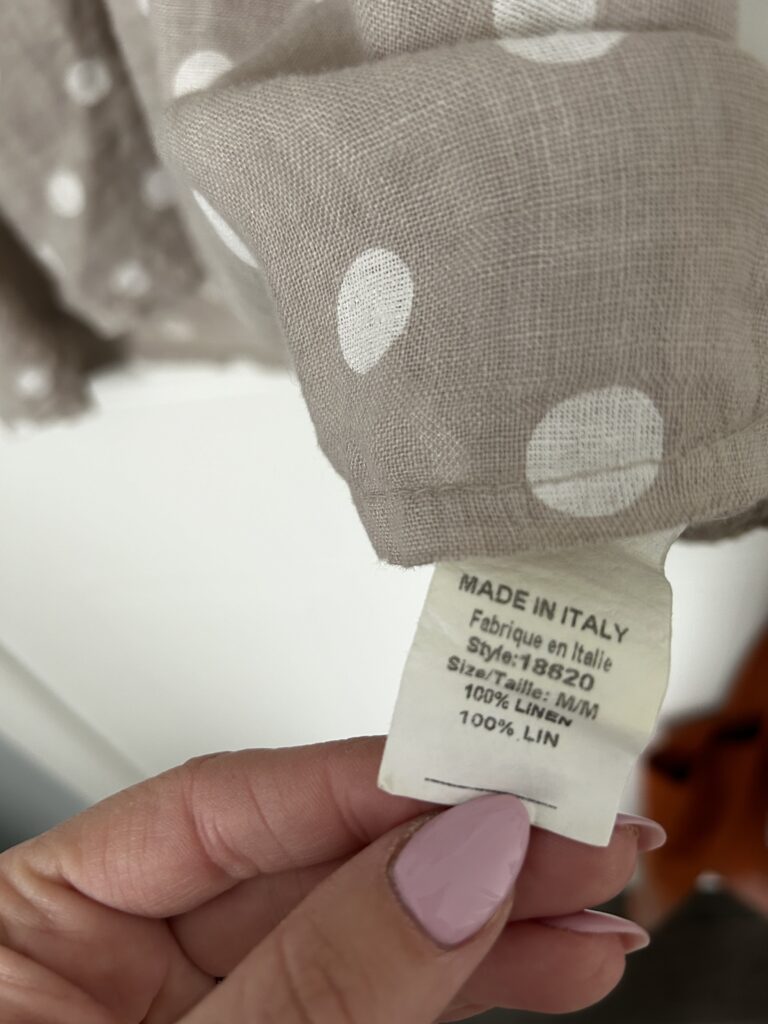 MADE IN ITALY
Fabrique en Italie
Style:18620
Size/Taille: M/M
100% LINEN
100% LIN